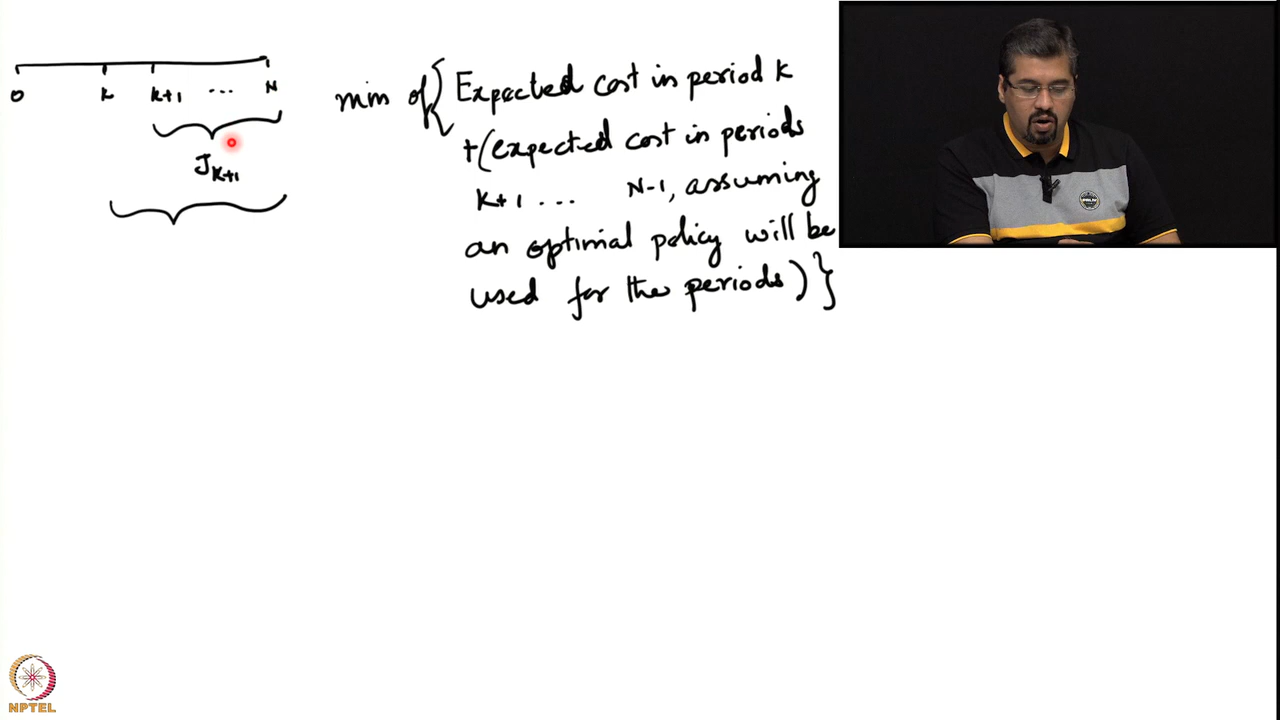 0 k k+1 ... N
J_{k+1}
min of { Expected cost in period k
+ (expected cost in periods
k+1 ... N-1, assuming
an optimal policy will be
used for the periods) }
NPTEL